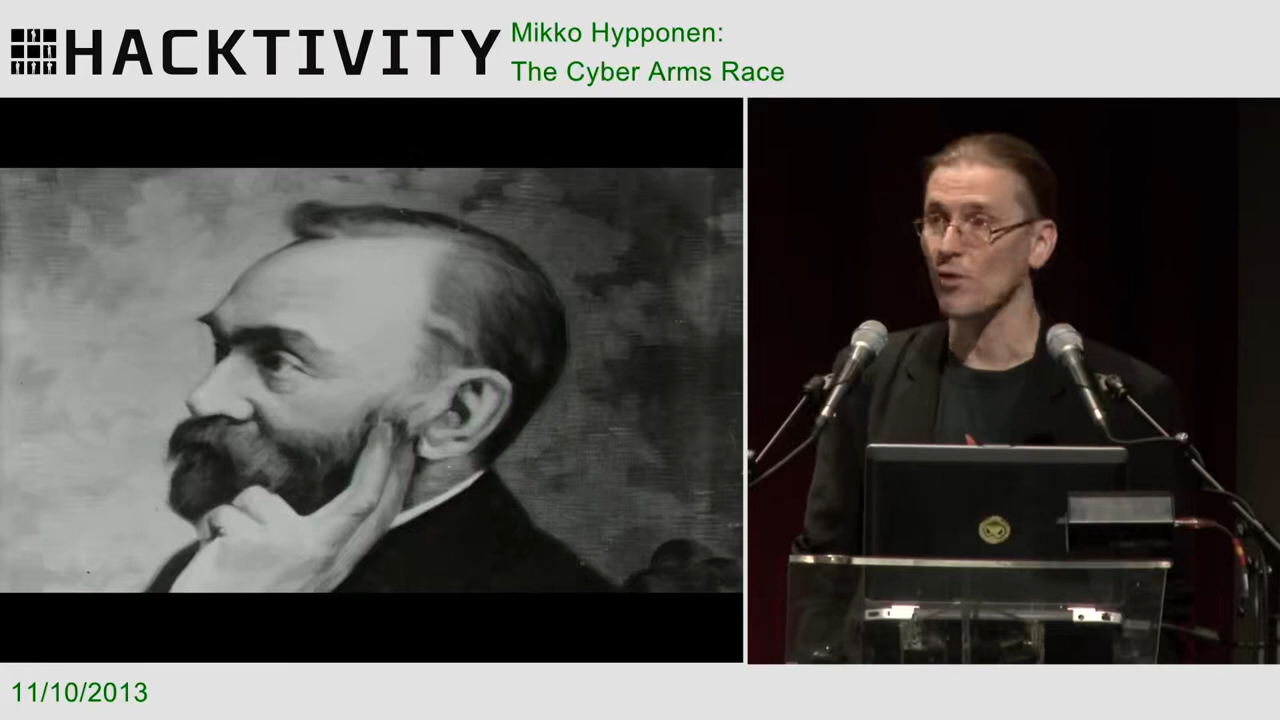 HACKTIVITY
Mikko Hypponen:
The Cyber Arms Race
11/10/2013